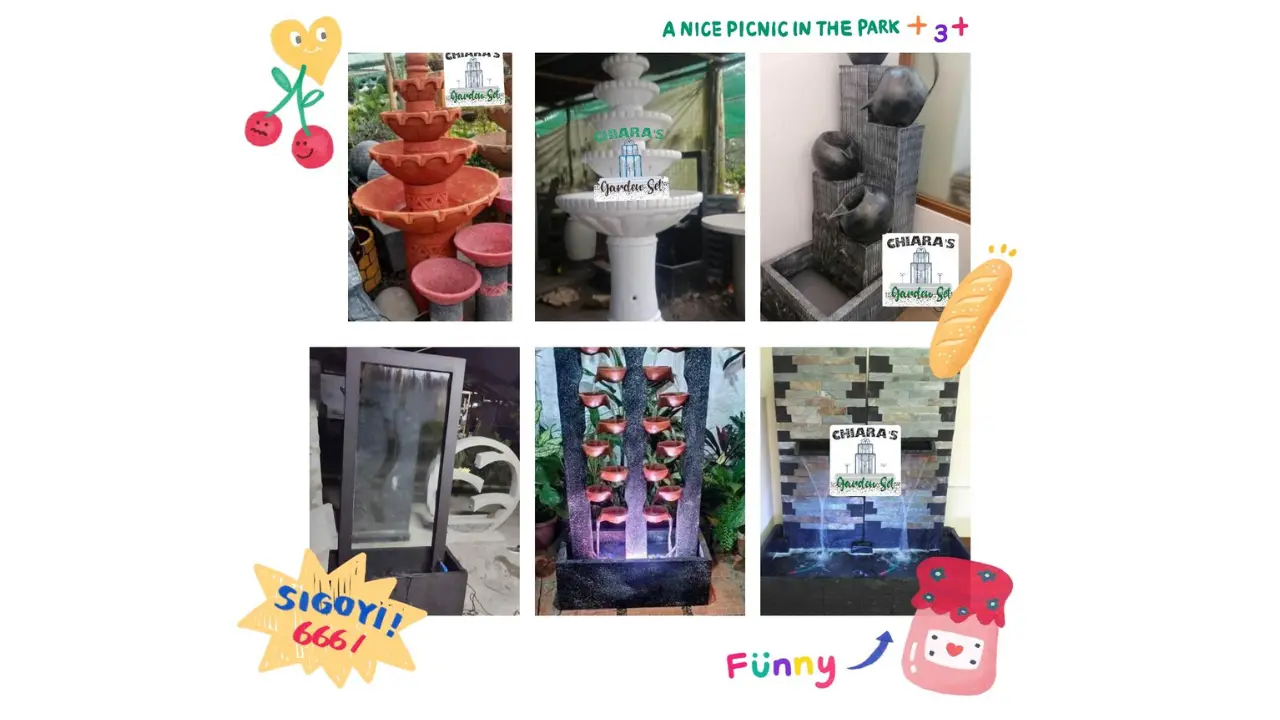 A NICE PICNIC IN THE PARK + 3+
CHIARA'S
Garden Set
CHIARA'S
Garden Set
CHIARA'S
Garden Set
CHIARA'S
Garden Set
SIGOYI!
666!
Fünny